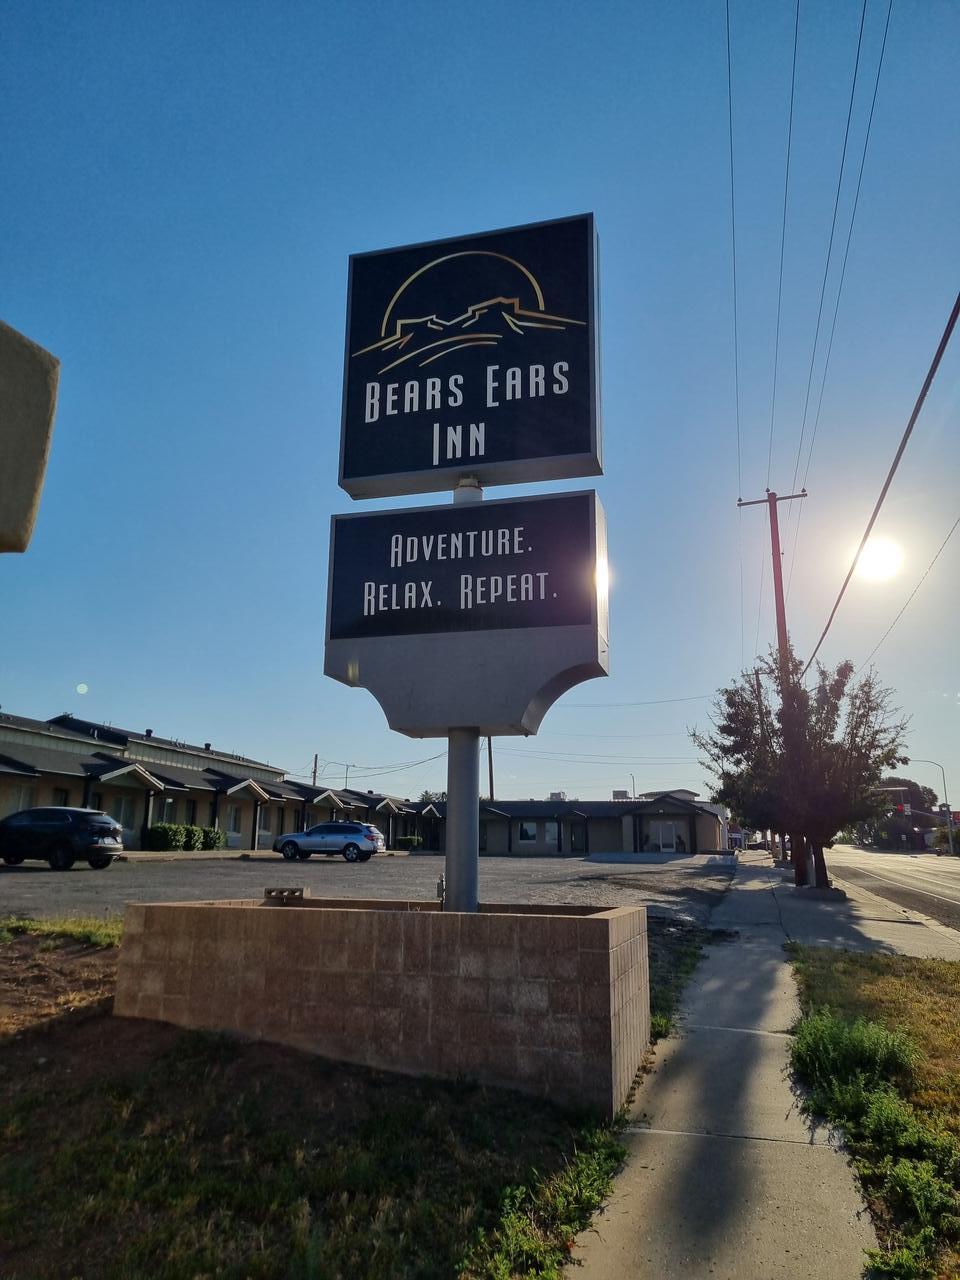 BEARS EARS
INN
ADVENTURE.
RELAX. REPEAT.